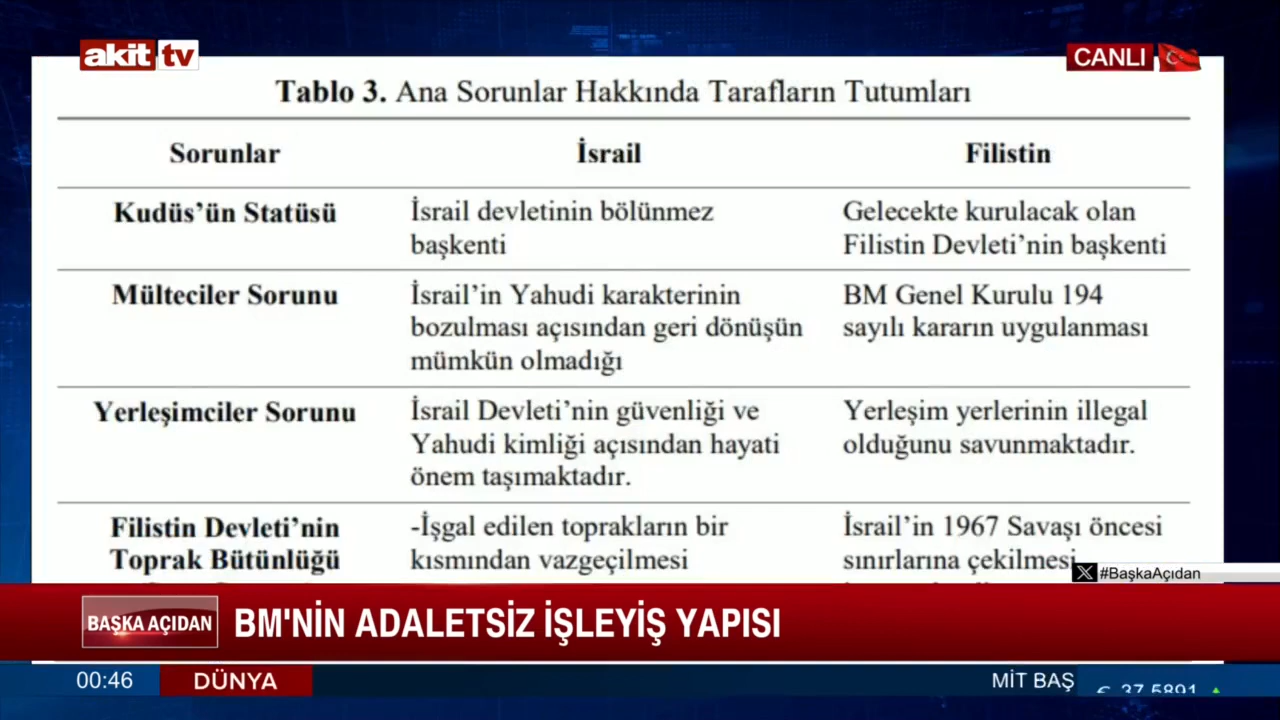 akit tv
CANLI
Tablo 3. Ana Sorunlar Hakkında Tarafların Tutumları
Sorunlar
İsrail
Filistin
Kudüs'ün Statüsü
İsrail devletinin bölünmez
başkenti
Gelecekte kurulacak olan
Filistin Devleti'nin başkenti
Mülteciler Sorunu
İsrail'in Yahudi karakterinin
bozulması açısından geri dönüşün
mümkün olmadığı
BM Genel Kurulu 194
sayılı kararın uygulanması
Yerleşimciler Sorunu
İsrail Devleti'nin güvenliği ve
Yahudi kimliği açısından hayati
önem taşımaktadır.
Yerleşim yerlerinin illegal
olduğunu savunmaktadır.
Filistin Devleti'nin
Toprak Bütünlüğü
-İşgal edilen toprakların bir
kısmından vazgeçilmesi
İsrail'in 1967 Savaşı öncesi
sınırlarına çekilmesi
X #BaşkaAçıdan
BAŞKA AÇIDAN
BM'NİN ADALETSİZ İŞLEYİŞ YAPISI
00:46
DÜNYA
MİT BAŞ
€ 37,5891